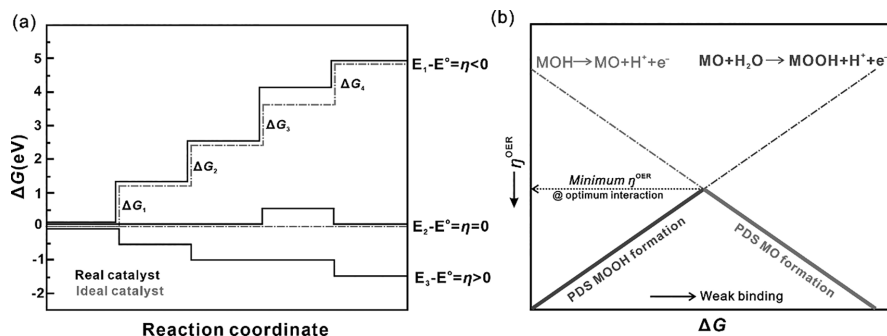 (a)
ΔG(eV)
5
4
3
2
1
0
-1
-2
ΔG₁
ΔG₂
ΔG₃
ΔG₄
E₁-E°=η<0
E₂-E°=η=0
E₃-E°=η>0
Real catalyst
Ideal catalyst
Reaction coordinate
(b)
MOH→MO+H⁺+e⁻
MO+H₂O→MOOH+H⁺+e⁻
η^OER
Minimum η^OER
@ optimum interaction
PDS MOOH formation
PDS MO formation
Weak binding
ΔG